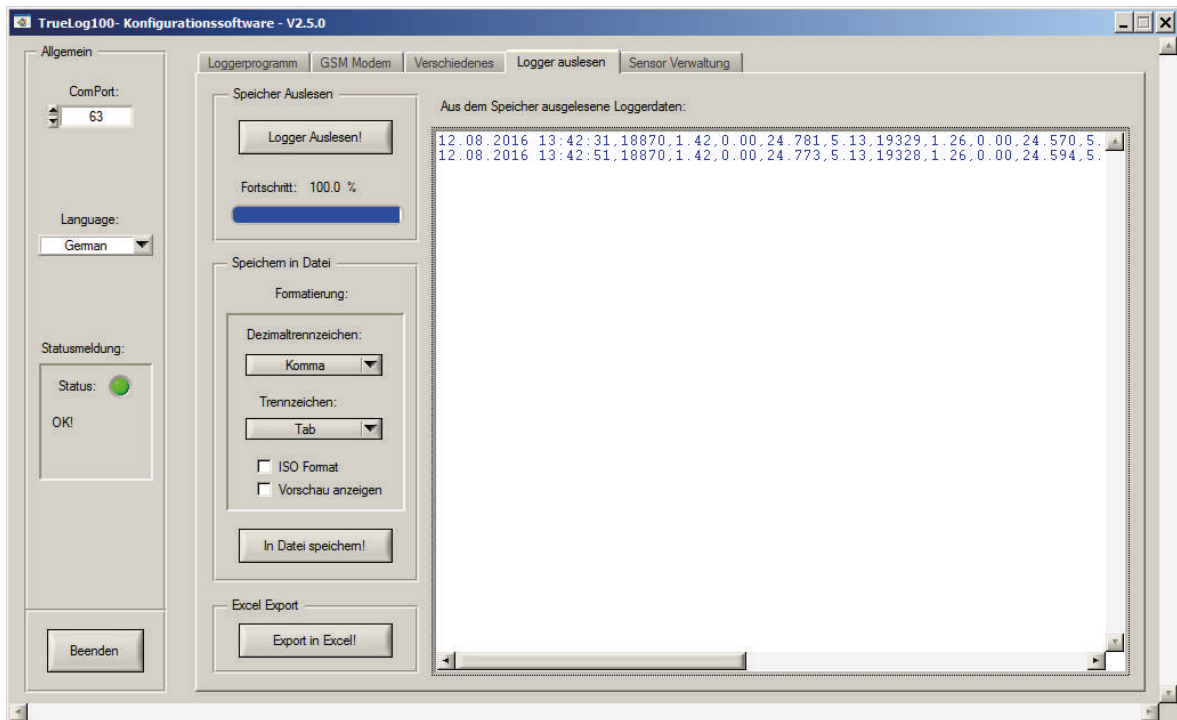 TrueLog100- Konfigurationssoftware - V2.5.0
Allgemein
ComPort:
63
Language:
German
Statusmeldung:
Status:
OK!
Beenden
Loggerprogramm
GSM Modem
Verschiedenes
Logger auslesen
Sensor Verwaltung
Speicher Auslesen
Logger Auslesen!
Fortschritt: 100.0 %
Speichern in Datei
Formatierung:
Dezimaltrennzeichen:
Komma
Trennzeichen:
Tab
ISO Format
Vorschau anzeigen
In Datei speichern!
Excel Export
Export in Excel!
Aus dem Speicher ausgelesene Loggerdaten:
12.08.2016 13:42:31,18870,1.42,0.00,24.781,5.13,19329,1.26,0.00,24.570,5.
12.08.2016 13:42:51,18870,1.42,0.00,24.773,5.13,19328,1.26,0.00,24.594,5.